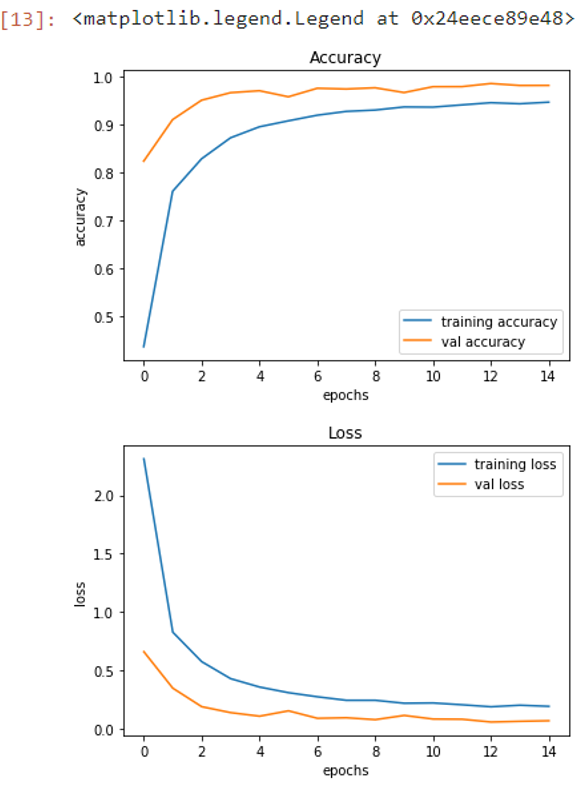 [13]: <matplotlib.legend.Legend at 0x24eece89e48>
Accuracy
1.0
0.9
0.8
0.7
0.6
0.5
accuracy
training accuracy
val accuracy
0 2 4 6 8 10 12 14
epochs
Loss
2.0
1.5
1.0
0.5
0.0
loss
training loss
val loss
0 2 4 6 8 10 12 14
epochs